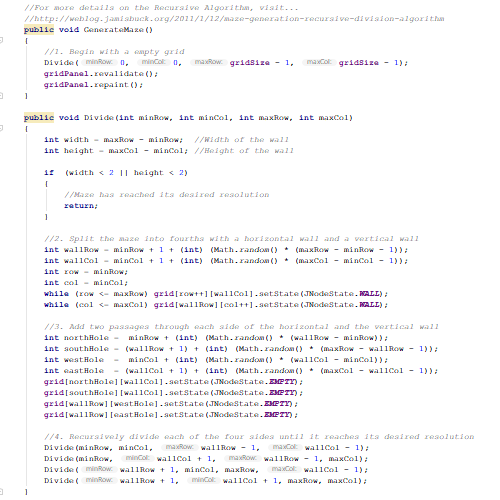 //For more details on the Recursive Algorithm, visit...
//http://weblog.jamisbuck.org/2011/1/12/maze-generation-recursive-division-algorithm
public void GenerateMaze()
{
//1. Begin with a empty grid
Divide( minRow: 0, minCol: 0, maxRow: gridSize - 1, maxCol: gridSize - 1);
gridPanel.revalidate();
gridPanel.repaint();
}
public void Divide(int minRow, int minCol, int maxRow, int maxCol)
{
int width = maxRow - minRow; //Width of the wall
int height = maxCol - minCol; //Height of the wall
if (width < 2 || height < 2)
{
//Maze has reached its desired resolution
return;
}
//2. Split the maze into fourths with a horizontal wall and a vertical wall
int wallRow = minRow + 1 + (int) (Math.random() * (maxRow - minRow - 1));
int wallCol = minCol + 1 + (int) (Math.random() * (maxCol - minCol - 1));
int row = minRow;
int col = minCol;
while (row <= maxRow) grid[row++][wallCol].setState(JNodeState.WALL);
while (col <= maxCol) grid[wallRow][col++].setState(JNodeState.WALL);
//3. Add two passages through each side of the horizontal and the vertical wall
int northHole = minRow + (int) (Math.random() * (wallRow - minRow));
int southHole = (wallRow + 1) + (int) (Math.random() * (maxRow - wallRow - 1));
int westHole = minCol + (int) (Math.random() * (wallCol - minCol));
int eastHole = (wallCol + 1) + (int) (Math.random() * (maxCol - wallCol - 1));
grid[northHole][wallCol].setState(JNodeState.EMPTY);
grid[southHole][wallCol].setState(JNodeState.EMPTY);
grid[wallRow][westHole].setState(JNodeState.EMPTY);
grid[wallRow][eastHole].setState(JNodeState.EMPTY);
//4. Recursively divide each of the four sides until it reaches its desired resolution
Divide(minRow, minCol, maxRow: wallRow - 1, maxCol: wallCol - 1);
Divide(minRow, minCol: wallCol + 1, maxRow: wallRow - 1, maxCol);
Divide( minRow: wallRow + 1, minCol, maxRow, maxCol: wallCol - 1);
Divide( minRow: wallRow + 1, minCol: wallCol + 1, maxRow, maxCol);
}